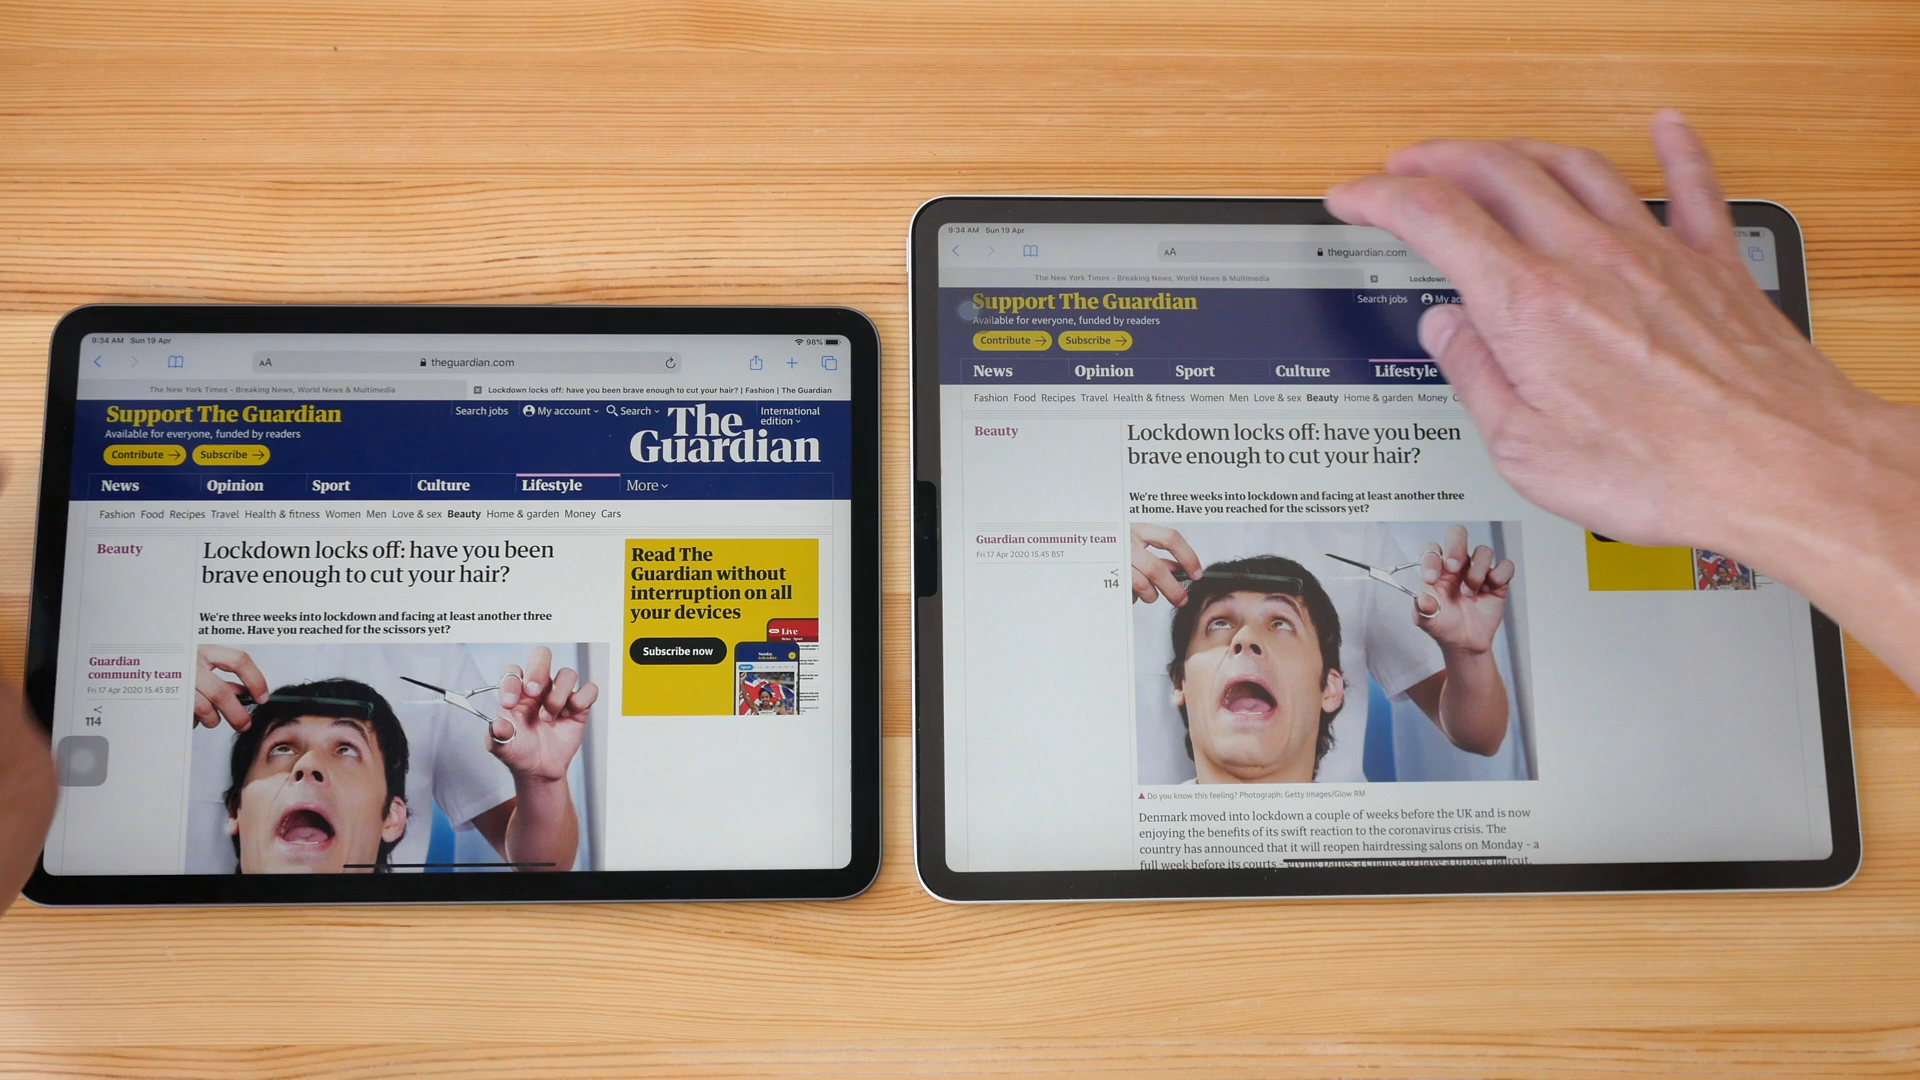 9:34 AM Sun 19 Apr
98%
AA
theguardian.com
The New York Times - Breaking News, World News & Multimedia
Lockdown locks off: have you been brave enough to cut your hair? | Fashion | The Guardian
Support The Guardian
Available for everyone, funded by readers
Contribute → Subscribe →
Search jobs My account Search
The
Guardian
International
edition
News Opinion Sport Culture Lifestyle More
Fashion Food Recipes Travel Health & fitness Women Men Love & sex Beauty Home & garden Money Cars
Beauty
Lockdown locks off: have you been
brave enough to cut your hair?
We're three weeks into lockdown and facing at least another three
at home. Have you reached for the scissors yet?
Guardian
community team
Fri 17 Apr 2020 15.45 BST
114
Read The
Guardian without
interruption on all
your devices
Subscribe now
Live
9:34 AM Sun 19 Apr
AA
theguardian.com
The New York Times - Breaking News, World News & Multimedia
Lockdown
Support The Guardian
Available for everyone, funded by readers
Contribute → Subscribe →
Search jobs My
News Opinion Sport Culture Lifestyle
Fashion Food Recipes Travel Health & fitness Women Men Love & sex Beauty Home & garden Money
Beauty
Lockdown locks off: have you been
brave enough to cut your hair?
We're three weeks into lockdown and facing at least another three
at home. Have you reached for the scissors yet?
Guardian community team
Fri 17 Apr 2020 15.45 BST
114
Do you know this feeling? Photograph: Getty Images/Glow RM
Denmark moved into lockdown a couple of weeks before the UK and is now
enjoying the benefits of its swift reaction to the coronavirus crisis. The
country has announced that it will reopen hairdressing salons on Monday - a
full week before its courts - giving Danes a chance to have a proper haircut.